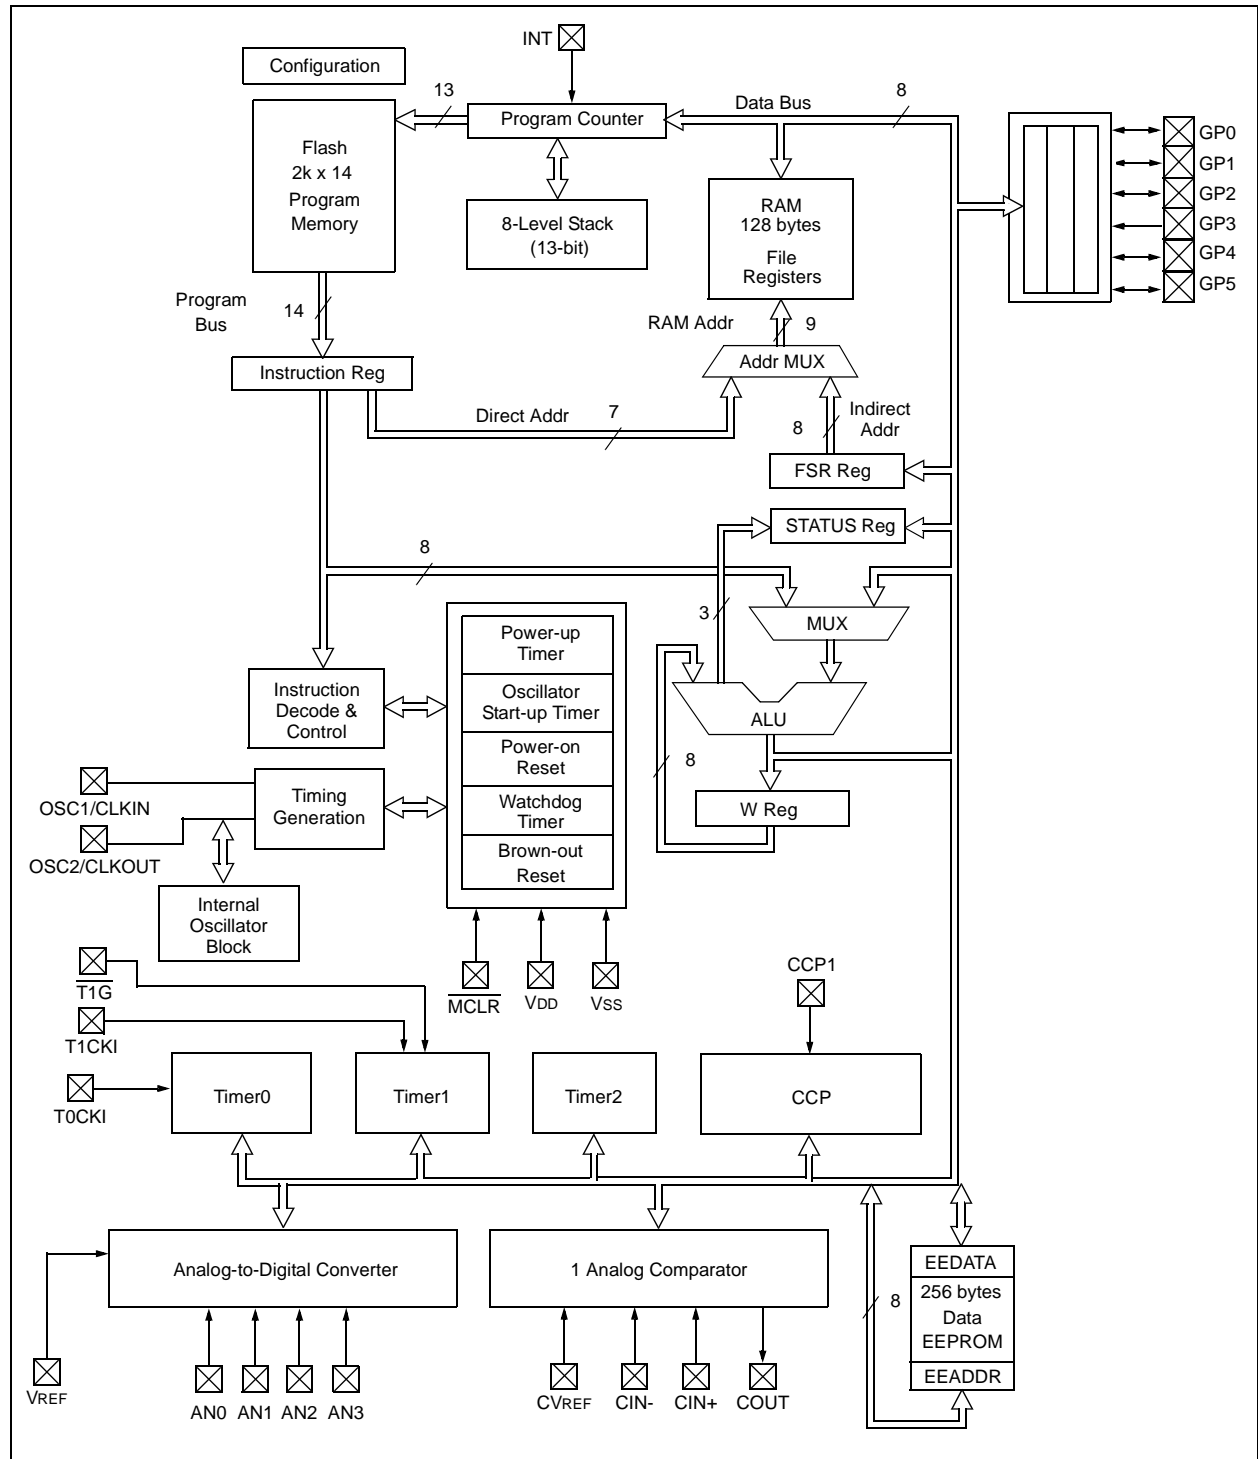 INT
Configuration
13
Program Counter
Data Bus
8
Flash
2k x 14
Program
Memory
8-Level Stack
(13-bit)
RAM
128 bytes
File
Registers
GP0
GP1
GP2
GP3
GP4
GP5
Program
Bus
14
RAM Addr
9
Addr MUX
Instruction Reg
Direct Addr
7
Indirect
Addr
8
FSR Reg
STATUS Reg
8
3
MUX
Power-up
Timer
Oscillator
Start-up Timer
Power-on
Reset
Watchdog
Timer
Brown-out
Reset
Instruction
Decode &
Control
ALU
8
W Reg
OSC1/CLKIN
Timing
Generation
OSC2/CLKOUT
Internal
Oscillator
Block
T1G
MCLR
VDD
VSS
CCP1
T1CKI
T0CKI
Timer0
Timer1
Timer2
CCP
Analog-to-Digital Converter
1 Analog Comparator
EEDATA
256 bytes
Data
EEPROM
EEADDR
8
VREF
AN0
AN1
AN2
AN3
CVREF
CIN-
CIN+
COUT